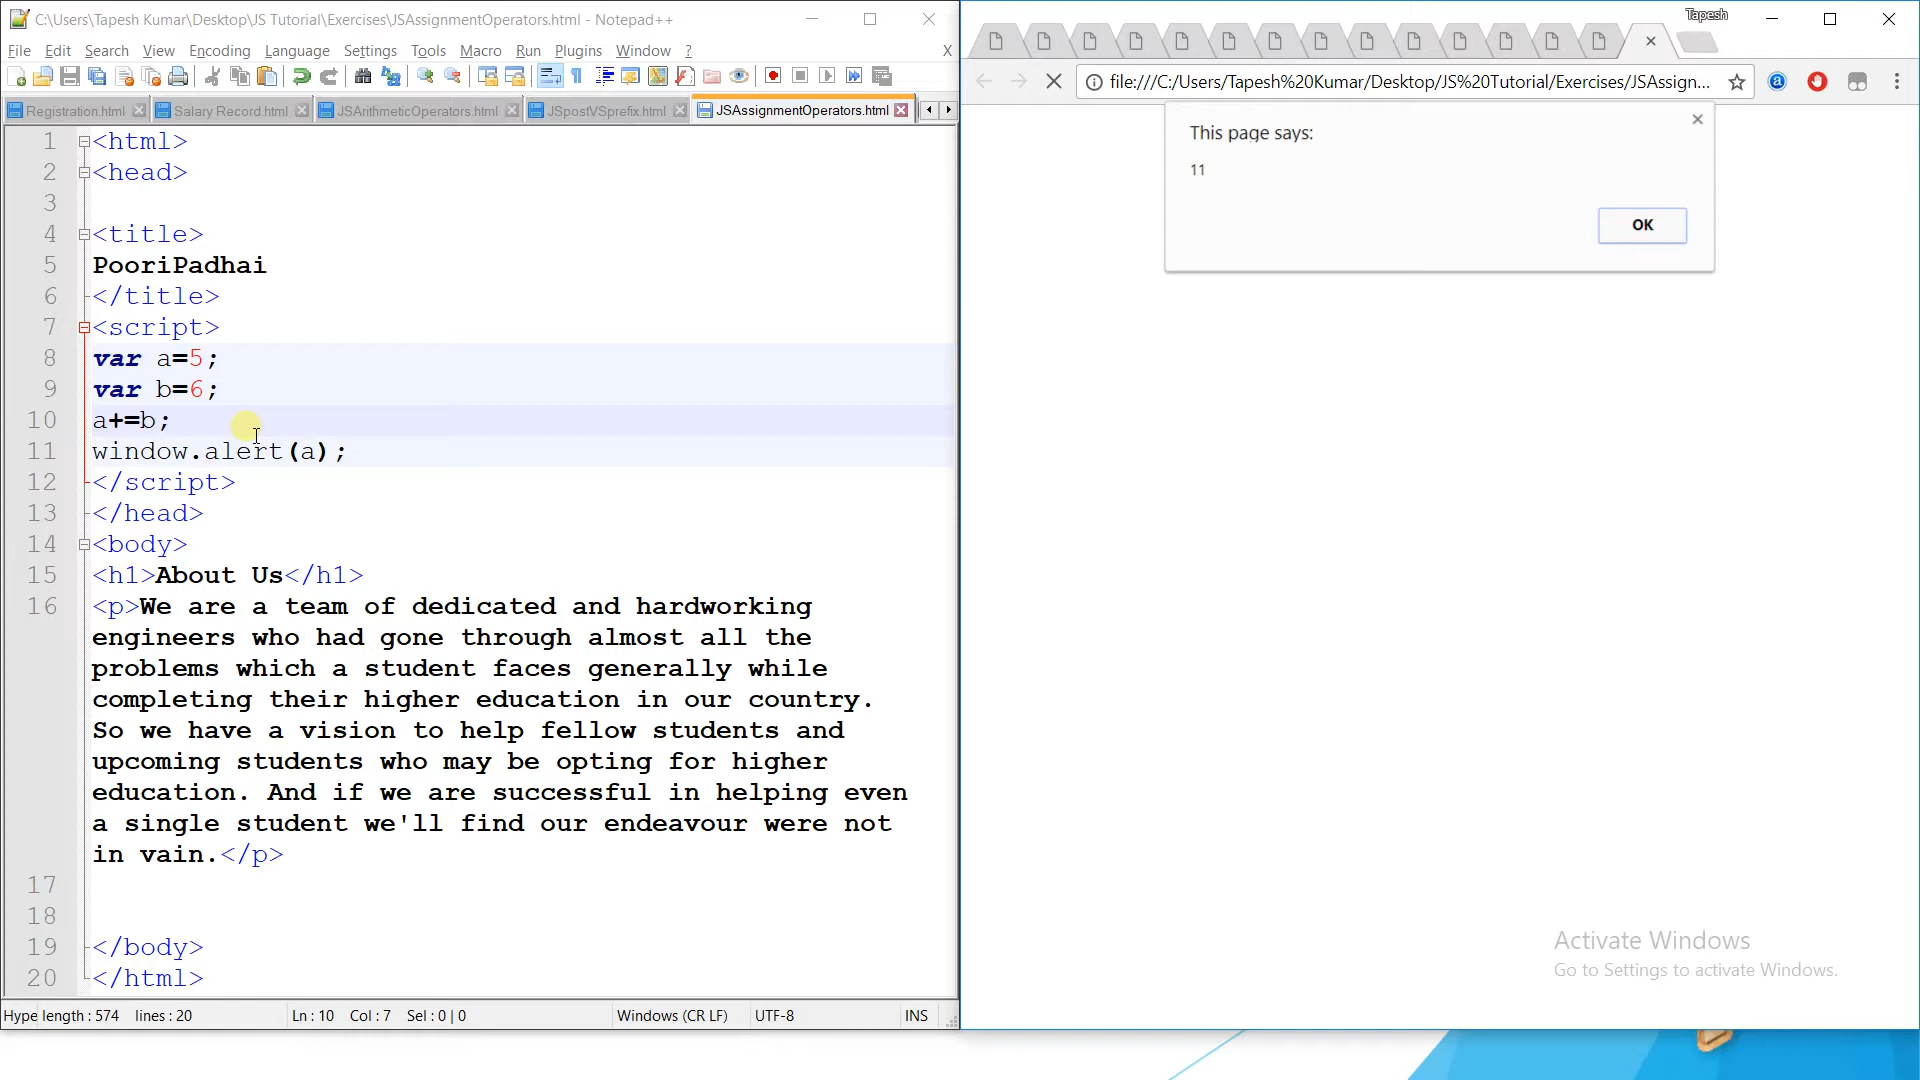 C:\Users\Tapesh Kumar\Desktop\JS Tutorial\Exercises\JSAssignmentOperators.html - Notepad++
File Edit Search View Encoding Language Settings Tools Macro Run Plugins Window ? X
Registration.html Salary Record.html JSArithmeticOperators.html JSpostVSprefix.html JSAssignmentOperators.html
1 <html>
2 <head>
3
4 <title>
5 PooriPadhai
6 </title>
7 <script>
8 var a=5;
9 var b=6;
10 a+=b;
11 window.alert(a);
12 </script>
13 </head>
14 <body>
15 <h1>About Us</h1>
16 <p>We are a team of dedicated and hardworking
engineers who had gone through almost all the
problems which a student faces generally while
completing their higher education in our country.
So we have a vision to help fellow students and
upcoming students who may be opting for higher
education. And if we are successful in helping even
a single student we'll find our endeavour were not
in vain.</p>
17
18
19 </body>
20 </html>
Hype length : 574 lines : 20 Ln : 10 Col : 7 Sel : 0 | 0 Windows (CR LF) UTF-8 INS
Tapesh
file:///C:/Users/Tapesh%20Kumar/Desktop/JS%20Tutorial/Exercises/JSAssign...
This page says:
11
OK
Activate Windows
Go to Settings to activate Windows.